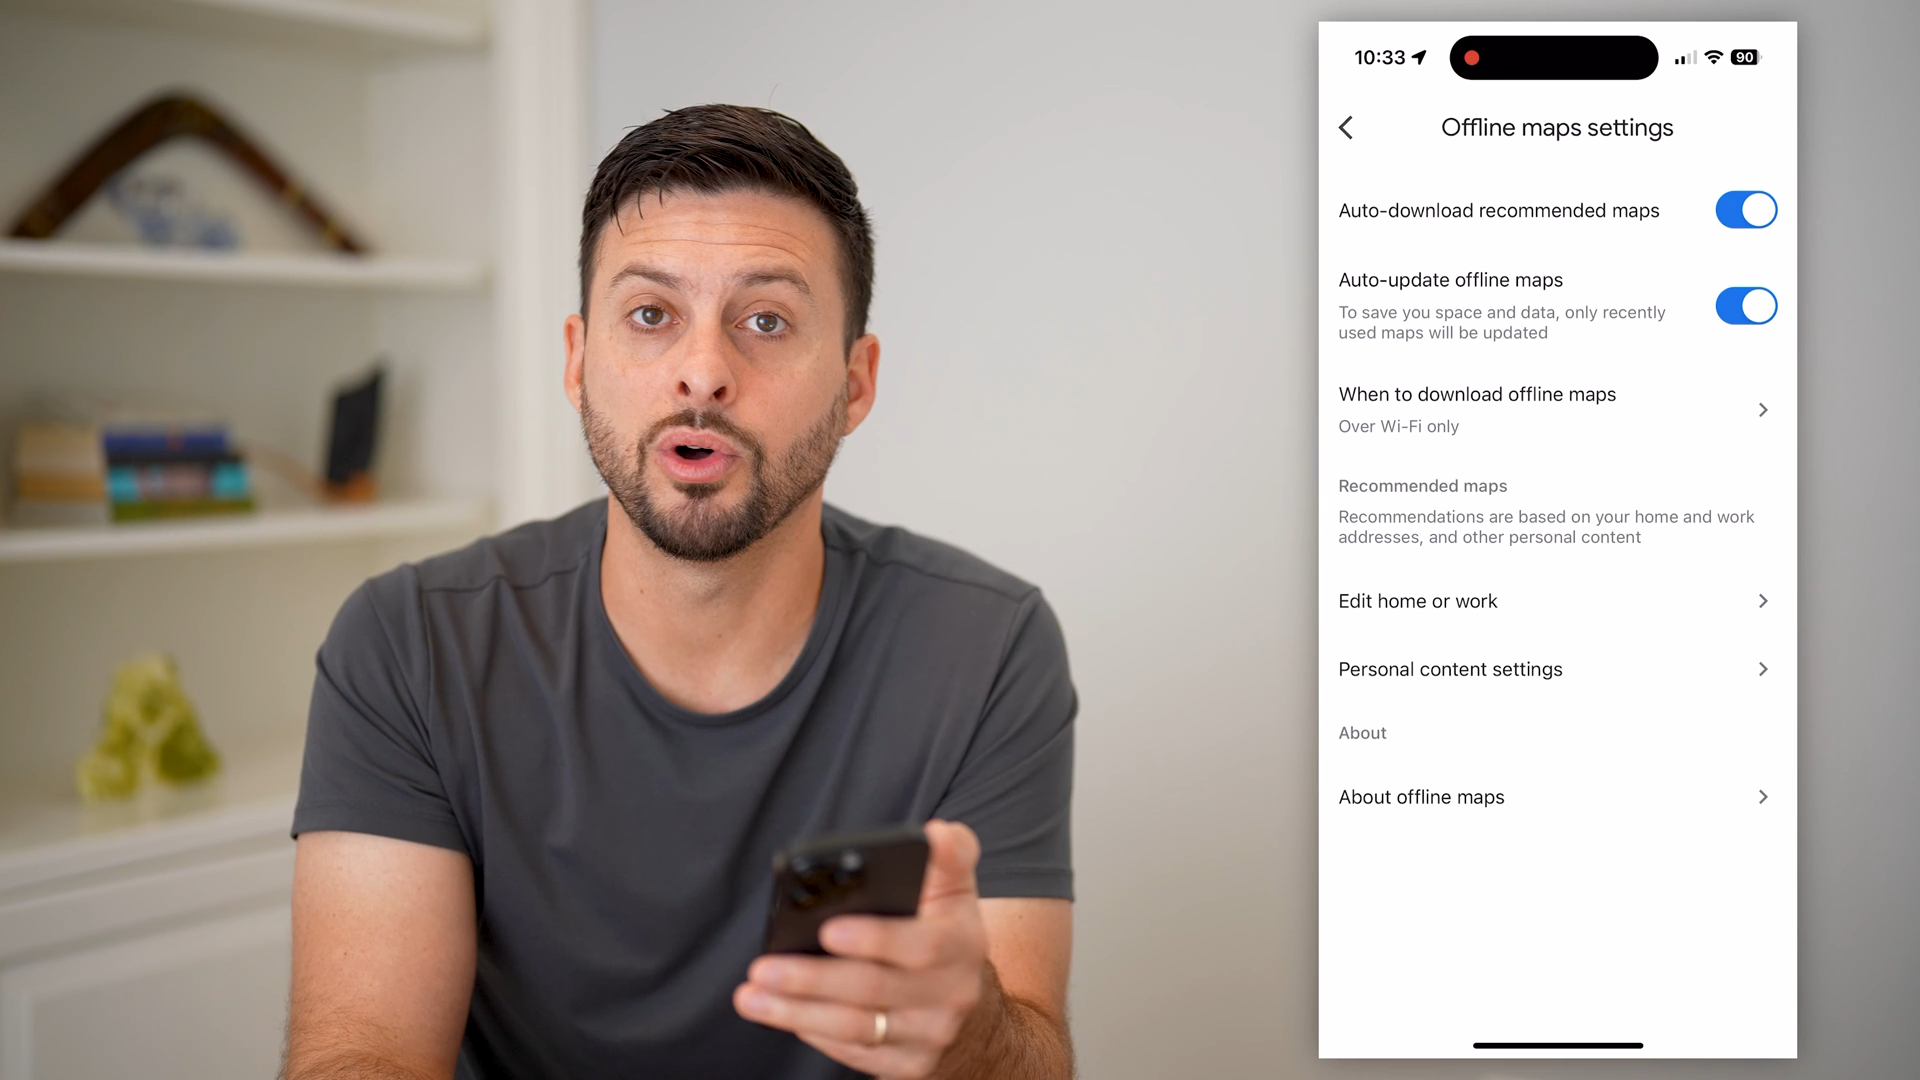 10:33
90
Offline maps settings
Auto-download recommended maps
Auto-update offline maps
To save you space and data, only recently
used maps will be updated
When to download offline maps
Over Wi-Fi only
Recommended maps
Recommendations are based on your home and work
addresses, and other personal content
Edit home or work
Personal content settings
About
About offline maps